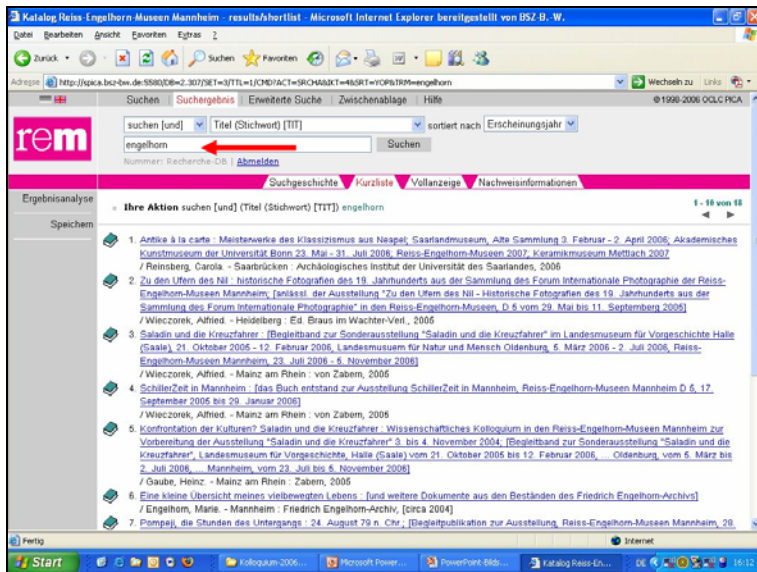 Katalog Reiss-Engelhorn-Museen Mannheim - results/shortlist - Microsoft Internet Explorer bereitgestellt von BSZ-B.-W.
Datei Bearbeiten Ansicht Favoriten Extras ?
Zurück Suchen Favoriten
Adresse http://spica.bsz-bw.de:5580/DB=2.307/SET=3/TTL=1/CMD?ACT=SRCHA&IKT=4&SRT=YOP&TRM=engelhorn Wechseln zu Links
Suchen | Suchergebnis | Erweiterte Suche | Zwischenablage | Hilfe © 1998-2006 OCLC PICA
rem
suchen [und] Titel (Stichwort) [TIT] sortiert nach Erscheinungsjahr
engelhorn Suchen
Nummer: Recherche-DB | Abmelden
Suchgeschichte Kurzliste Vollanzeige Nachweisinformationen
Ergebnisanalyse
Speichern
Ihre Aktion suchen [und] (Titel (Stichwort) [TIT]) engelhorn 1 - 10 von 18
1. Antike à la carte : Meisterwerke des Klassizismus aus Neapel; Saarlandmuseum, Alte Sammlung 3. Februar - 2. April 2006; Akademisches
Kunstmuseum der Universität Bonn 23. Mai - 31. Juli 2006; Reiss-Engelhorn-Museen 2007; Keramikmuseum Mettlach 2007
/ Reinsberg, Carola. - Saarbrücken : Archäologisches Institut der Universität des Saarlandes, 2006
2. Zu den Ufern des Nil : historische Fotografien des 19. Jahrhunderts aus der Sammlung des Forum Internationale Photographie der Reiss-
Engelhorn-Museen Mannheim; [anlässl. der Ausstellung "Zu den Ufern des Nil - Historische Fotografien des 19. Jahrhunderts aus der
Sammlung des Forum Internationale Photographie" in den Reiss-Engelhorn-Museen, D 5 vom 29. Mai bis 11. Septemberg 2005]
/ Wieczorek, Alfried. - Heidelberg : Ed. Braus im Wachter-Verl., 2005
3. Saladin und die Kreuzfahrer : [Begleitband zur Sonderausstellung "Saladin und die Kreuzfahrer" im Landesmuseum für Vorgeschichte Halle
(Saale), 21. Oktober 2005 - 12. Februar 2006, Landesmusuem für Natur und Mensch Oldenburg, 5. März 2006 - 2. Juli 2006, Reiss-
Engelhorn-Museen Mannheim, 23. Juli 2006 - 5. November 2006]
/ Wieczorek, Alfried. - Mainz am Rhein : von Zabern, 2005
4. SchillerZeit in Mannheim : [das Buch entstand zur Ausstellung SchillerZeit in Mannheim, Reiss-Engelhorn-Museen Mannheim D 5, 17.
September 2005 bis 29. Januar 2006]
/ Wieczorek, Alfried. - Mainz am Rhein : von Zabern, 2005
5. Konfrontation der Kulturen? Saladin und die Kreuzfahrer : Wissenschaftliches Kolloquium in den Reiss-Engelhorn-Museen Mannheim zur
Vorbereitung der Ausstellung "Saladin und die Kreuzfahrer" 3. bis 4. November 2004; [Begleitband zur Sonderausstellung "Saladin und die
Kreuzfahrer", Landesmuseum für Vorgeschichte, Halle (Saale) vom 21. Oktober 2005 bis 12. Februar 2006, ... Oldenburg, vom 5. März bis
2. Juli 2006, ... Mannheim, vom 23. Juli bis 5. November 2006]
/ Gaube, Heinz. - Mainz am Rhein : Zabern, 2005
6. Eine kleine Übersicht meines vielbewegten Lebens : [und weitere Dokumente aus den Beständen des Friedrich Engelhorn-Archivs]
/ Engelhorn, Marie. - Mannheim : Friedrich Engelhorn-Archiv, [circa 2004]
7. Pompeji, die Stunden des Untergangs : 24. August 79 n. Chr.; [Begleitpublikation zur Ausstellung, Reiss-Engelhorn-Museen Mannheim, 28.
Fertig Internet
Start Kolloquium-2006... Microsoft Power... PowerPoint-Bilds... Katalog Reiss-En... DE 16:12